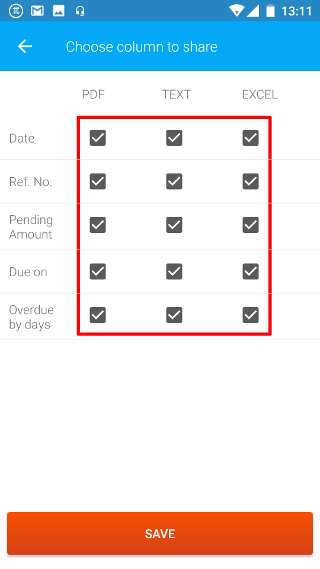 13:11
Choose column to share
PDF TEXT EXCEL
Date
Ref. No.
Pending
Amount
Due on
Overdue
by days
SAVE